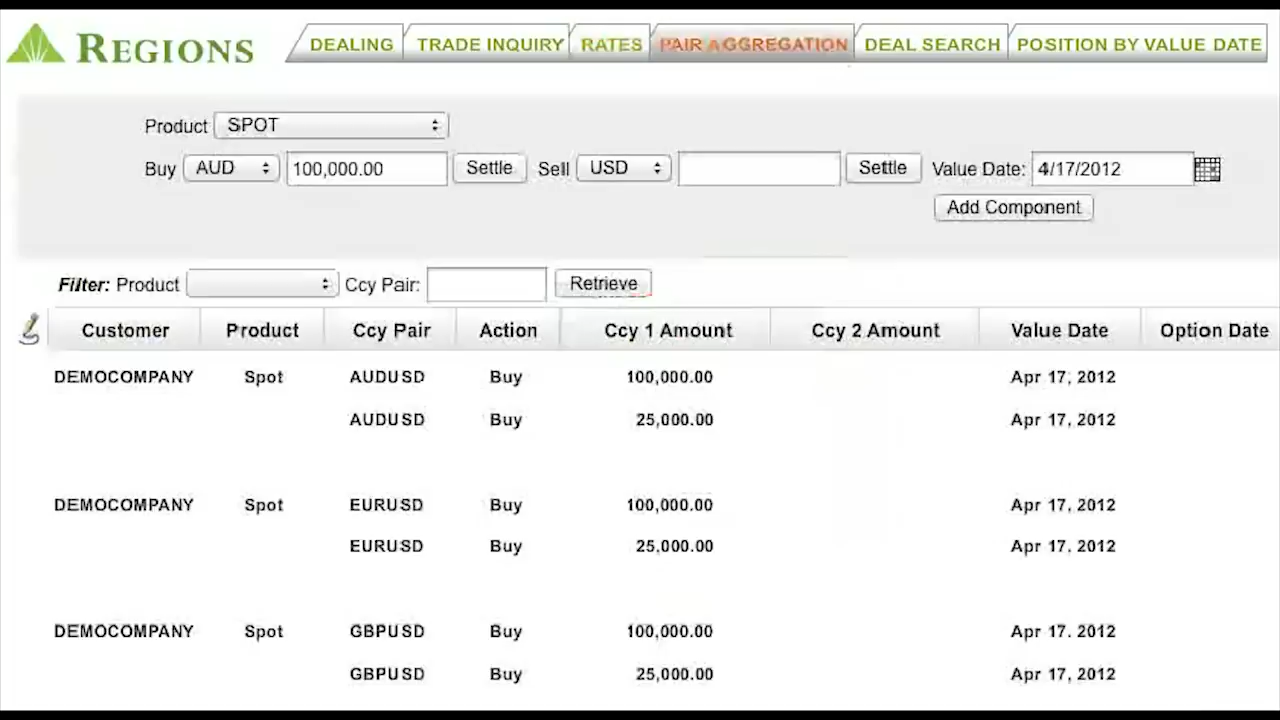 REGIONS
DEALING TRADE INQUIRY RATES PAIR AGGREGATION DEAL SEARCH POSITION BY VALUE DATE
Product SPOT
Buy AUD 100,000.00 Settle Sell USD Settle Value Date: 4/17/2012
Add Component
Filter: Product Ccy Pair: Retrieve
Customer Product Ccy Pair Action Ccy 1 Amount Ccy 2 Amount Value Date Option Date
DEMOCOMPANY Spot AUDUSD Buy 100,000.00 Apr 17, 2012
AUDUSD Buy 25,000.00 Apr 17, 2012
DEMOCOMPANY Spot EURUSD Buy 100,000.00 Apr 17, 2012
EURUSD Buy 25,000.00 Apr 17, 2012
DEMOCOMPANY Spot GBPUSD Buy 100,000.00 Apr 17, 2012
GBPUSD Buy 25,000.00 Apr 17, 2012